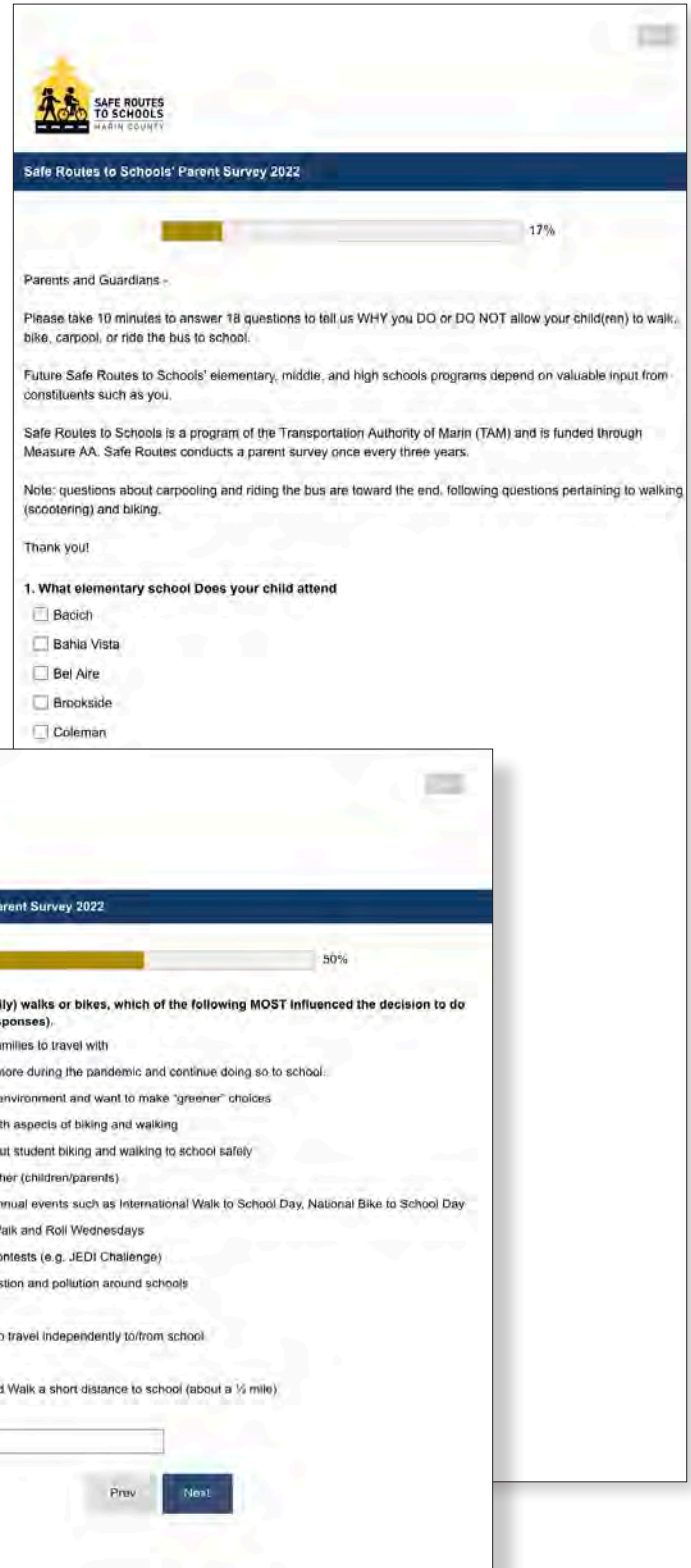 SAFE ROUTES
TO SCHOOLS
MARIN COUNTY
Safe Routes to Schools' Parent Survey 2022
17%
Parents and Guardians -
Please take 10 minutes to answer 18 questions to tell us WHY you DO or DO NOT allow your child(ren) to walk,
bike, carpool, or ride the bus to school.
Future Safe Routes to Schools' elementary, middle, and high schools programs depend on valuable input from
constituents such as you.
Safe Routes to Schools is a program of the Transportation Authority of Marin (TAM) and is funded through
Measure AA. Safe Routes conducts a parent survey once every three years.
Note: questions about carpooling and riding the bus are toward the end, following questions pertaining to walking
(scootering) and biking.
Thank you!
1. What elementary school Does your child attend
Bacich
Bahia Vista
Bel Aire
Brookside
Coleman
arent Survey 2022
50%
ily) walks or bikes, which of the following MOST influenced the decision to do
sponses).
amilies to travel with
more during the pandemic and continue doing so to school.
environment and want to make "greener" choices
th aspects of biking and walking
ut student biking and walking to school safely
her (children/parents)
nnual events such as International Walk to School Day, National Bike to School Day
Walk and Roll Wednesdays
ontests (e.g. JEDI Challenge)
stion and pollution around schools
o travel independently to/from school
d Walk a short distance to school (about a ½ mile)
Prev
Next